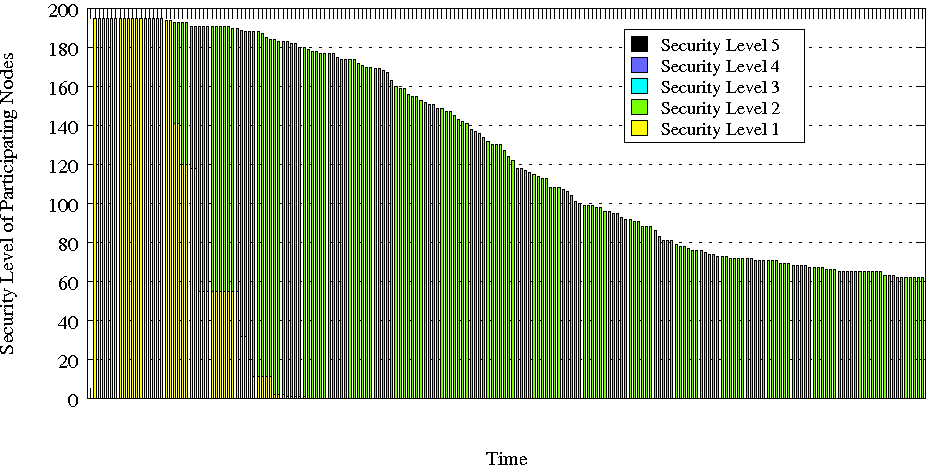 200
180
160
140
120
100
80
60
40
20
0
Security Level of Participating Nodes
Security Level 5
Security Level 4
Security Level 3
Security Level 2
Security Level 1
Time